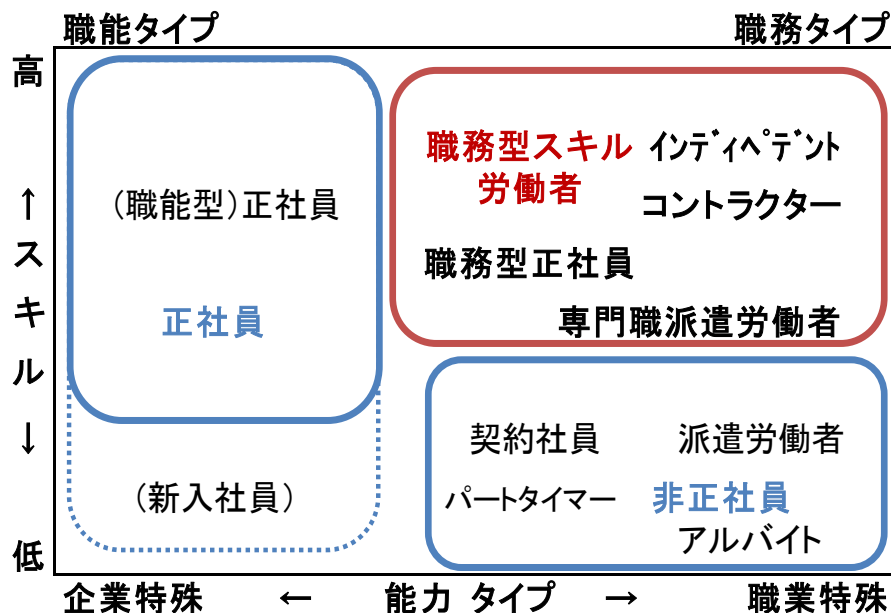 職能タイプ
職務タイプ
高
↑
ス
キ
ル
↓
低
(職能型)正社員
正社員
(新入社員)
職務型スキル
労働者
ｲﾝﾃﾞｨﾍﾟﾃﾞﾝﾄ
コントラクター
職務型正社員
専門職派遣労働者
契約社員
派遣労働者
パートタイマー
非正社員
アルバイト
企業特殊 ← 能力 タイプ → 職業特殊